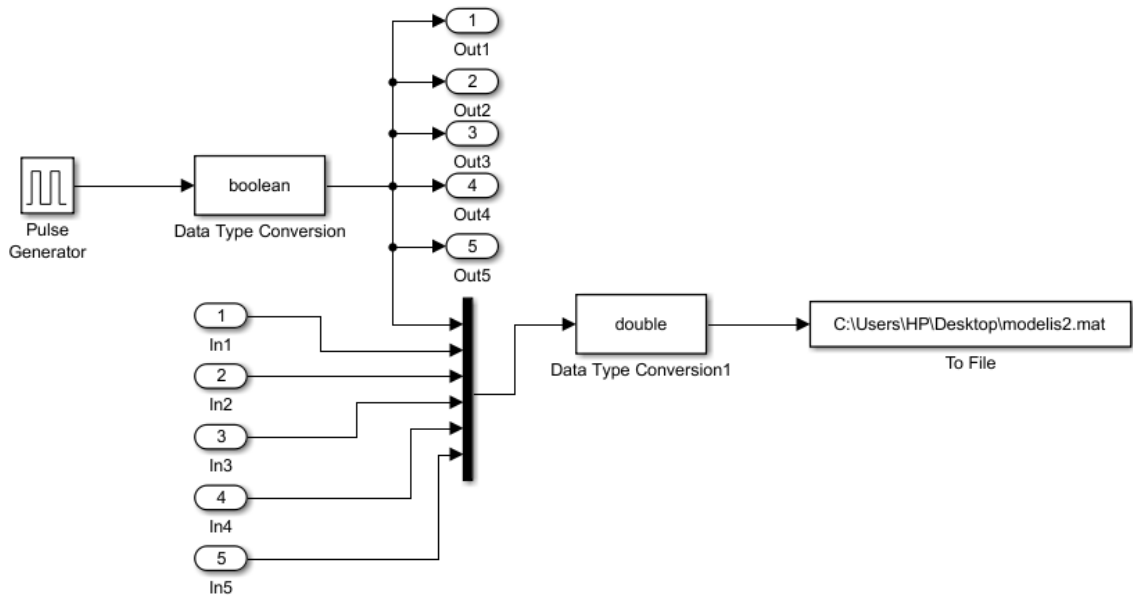 1
Out1
2
Out2
3
Out3
4
Out4
5
Out5
Pulse
Generator
boolean
Data Type Conversion
1
In1
2
In2
3
In3
4
In4
5
In5
double
Data Type Conversion1
C:\Users\HP\Desktop\modelis2.mat
To File